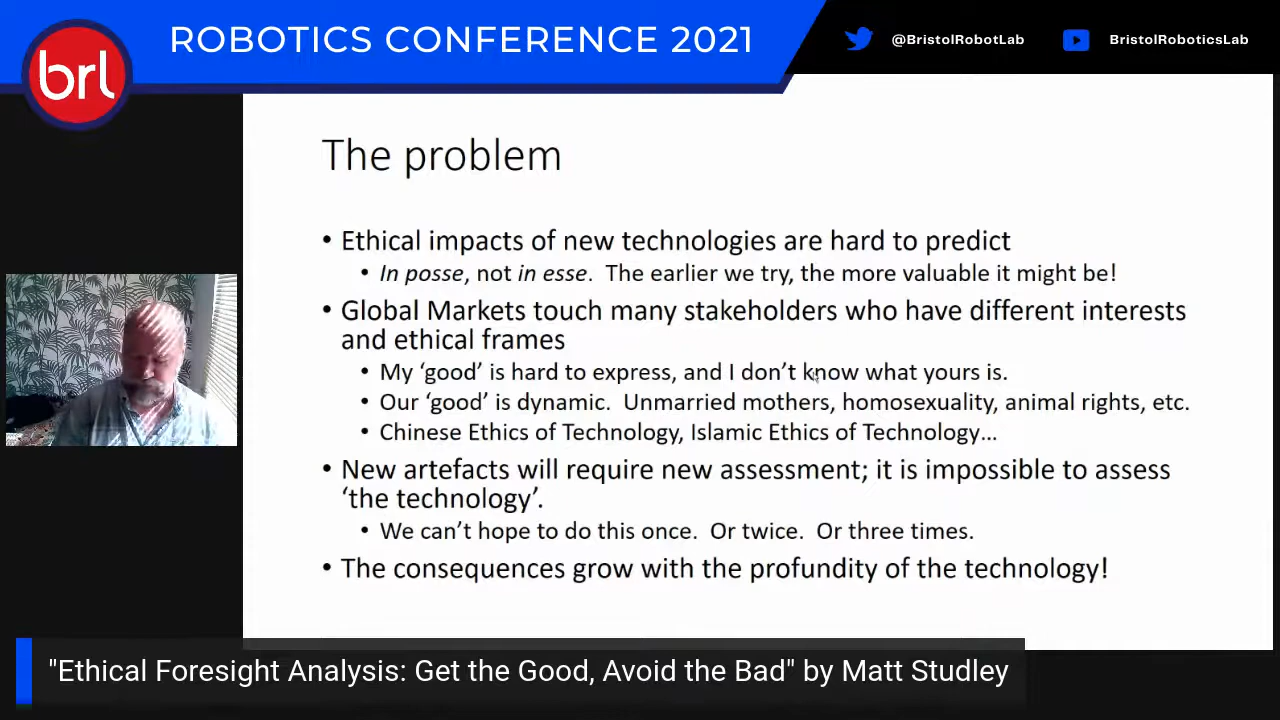 brl
ROBOTICS CONFERENCE 2021
@BristolRobotLab
BristolRoboticsLab
The problem
• Ethical impacts of new technologies are hard to predict
• In posse, not in esse. The earlier we try, the more valuable it might be!
• Global Markets touch many stakeholders who have different interests
and ethical frames
• My ‘good’ is hard to express, and I don’t know what yours is.
• Our ‘good’ is dynamic. Unmarried mothers, homosexuality, animal rights, etc.
• Chinese Ethics of Technology, Islamic Ethics of Technology…
• New artefacts will require new assessment; it is impossible to assess
‘the technology’.
• We can’t hope to do this once. Or twice. Or three times.
• The consequences grow with the profundity of the technology!
"Ethical Foresight Analysis: Get the Good, Avoid the Bad" by Matt Studley